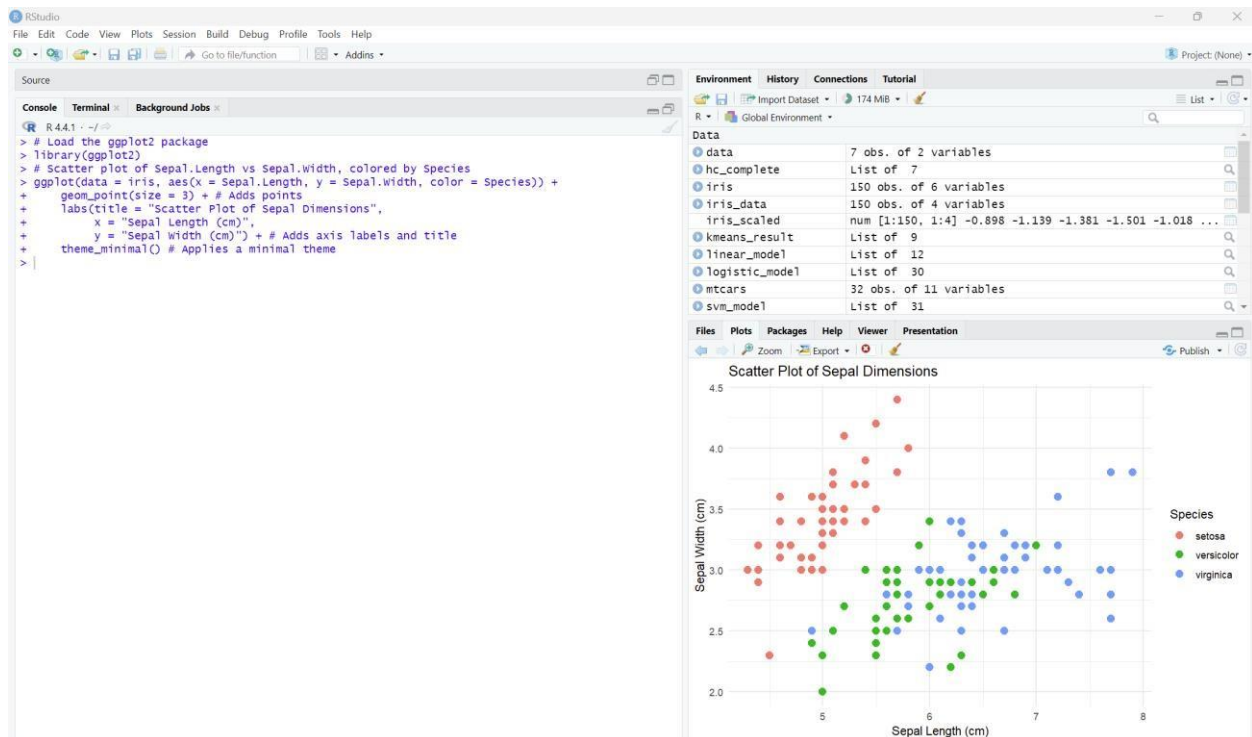 RStudio
File Edit Code View Plots Session Build Debug Profile Tools Help
Go to file/function Addins Project: (None)
Source
Console Terminal Background Jobs
R 4.4.1 · ~/
> # Load the ggplot2 package
> library(ggplot2)
> # Scatter plot of Sepal.Length vs Sepal.Width, colored by Species
> ggplot(data = iris, aes(x = Sepal.Length, y = Sepal.Width, color = Species)) +
+     geom_point(size = 3) + # Adds points
+     labs(title = "Scatter Plot of Sepal Dimensions",
+          x = "Sepal Length (cm)",
+          y = "Sepal Width (cm)") + # Adds axis labels and title
+     theme_minimal() # Applies a minimal theme
>
Environment History Connections Tutorial
Import Dataset 174 MiB List
R Global Environment
Data
data 7 obs. of 2 variables
hc_complete List of 7
iris 150 obs. of 6 variables
iris_data 150 obs. of 4 variables
iris_scaled num [1:150, 1:4] -0.898 -1.139 -1.381 -1.501 -1.018 ...
kmeans_result List of 9
linear_model List of 12
logistic_model List of 30
mtcars 32 obs. of 11 variables
svm_model List of 31
Files Plots Packages Help Viewer Presentation
Zoom Export Publish
Scatter Plot of Sepal Dimensions
4.5
4.0
3.5
3.0
2.5
2.0
Sepal Width (cm)
5 6 7 8
Sepal Length (cm)
Species
setosa
versicolor
virginica